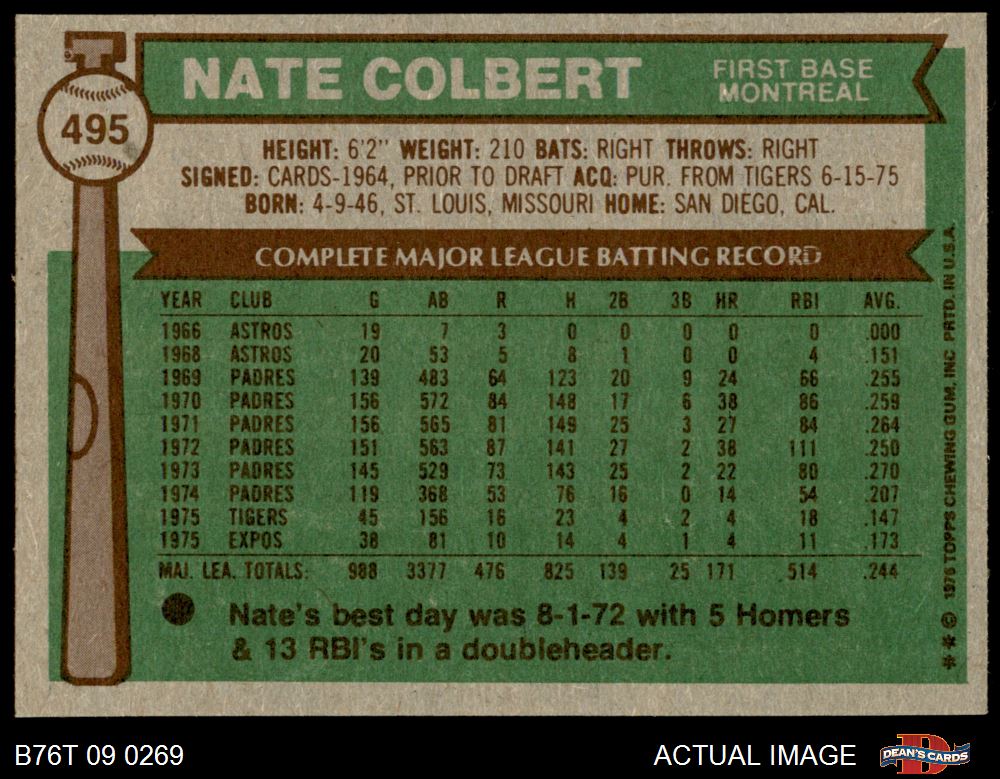 495
NATE COLBERT
FIRST BASE
MONTREAL
HEIGHT: 6'2" WEIGHT: 210 BATS: RIGHT THROWS: RIGHT
SIGNED: CARDS-1964, PRIOR TO DRAFT ACQ: PUR. FROM TIGERS 6-15-75
BORN: 4-9-46, ST. LOUIS, MISSOURI HOME: SAN DIEGO, CAL.
COMPLETE MAJOR LEAGUE BATTING RECORD
YEAR CLUB G AB R H 2B 3B HR RBI AVG.
1966 ASTROS 19 7 3 0 0 0 0 0 .000
1968 ASTROS 20 53 5 8 1 0 0 4 .151
1969 PADRES 139 483 64 123 20 9 24 66 .255
1970 PADRES 156 572 84 148 17 6 38 86 .259
1971 PADRES 156 565 81 149 25 3 27 84 .264
1972 PADRES 151 563 87 141 27 2 38 111 .250
1973 PADRES 145 529 73 143 25 2 22 80 .270
1974 PADRES 119 368 53 76 16 0 14 54 .207
1975 TIGERS 45 156 16 23 4 2 4 18 .147
1975 EXPOS 38 81 10 14 4 1 4 11 .173
MAJ. LEA. TOTALS: 988 3377 476 825 139 25 171 514 .244
Nate's best day was 8-1-72 with 5 Homers
& 13 RBI's in a doubleheader.
** © 1976 TOPPS CHEWING GUM, INC PRTD. IN U.S.A.
B76T 09 0269
ACTUAL IMAGE
DEAN'S CARDS